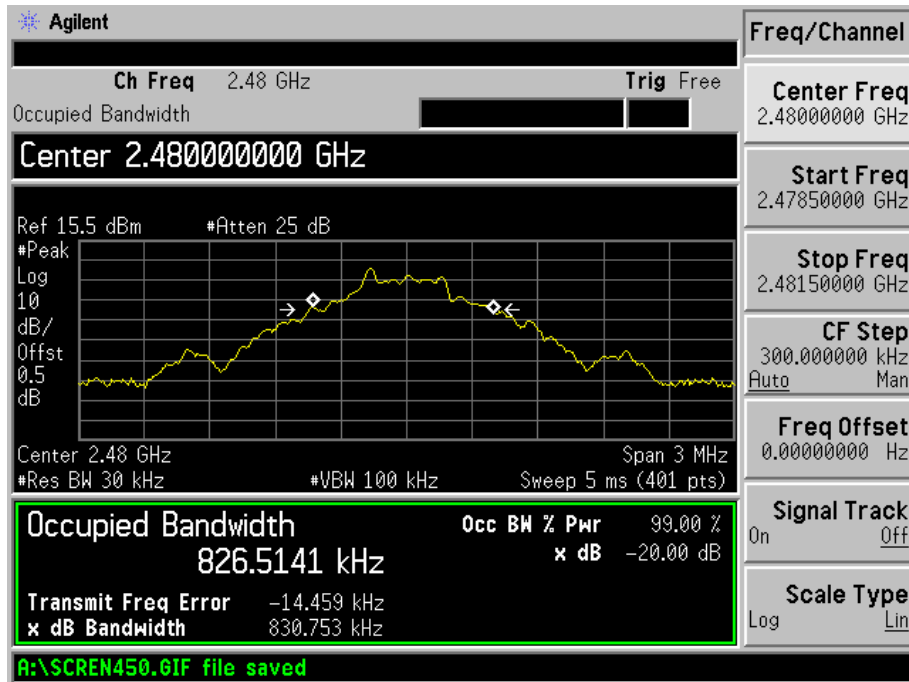 Agilent
Ch Freq 2.48 GHz Trig Free
Occupied Bandwidth
Center 2.480000000 GHz
Ref 15.5 dBm #Atten 25 dB
#Peak
Log
10
dB/
Offst
0.5
dB
Center 2.48 GHz Span 3 MHz
#Res BW 30 kHz #VBW 100 kHz Sweep 5 ms (401 pts)
Occupied Bandwidth
826.5141 kHz
Occ BW % Pwr 99.00 %
x dB -20.00 dB
Transmit Freq Error -14.459 kHz
x dB Bandwidth 830.753 kHz
A:\SCREN450.GIF file saved
Freq/Channel
Center Freq
2.48000000 GHz
Start Freq
2.47850000 GHz
Stop Freq
2.48150000 GHz
CF Step
300.000000 kHz
Auto Man
Freq Offset
0.00000000 Hz
Signal Track
On Off
Scale Type
Log Lin